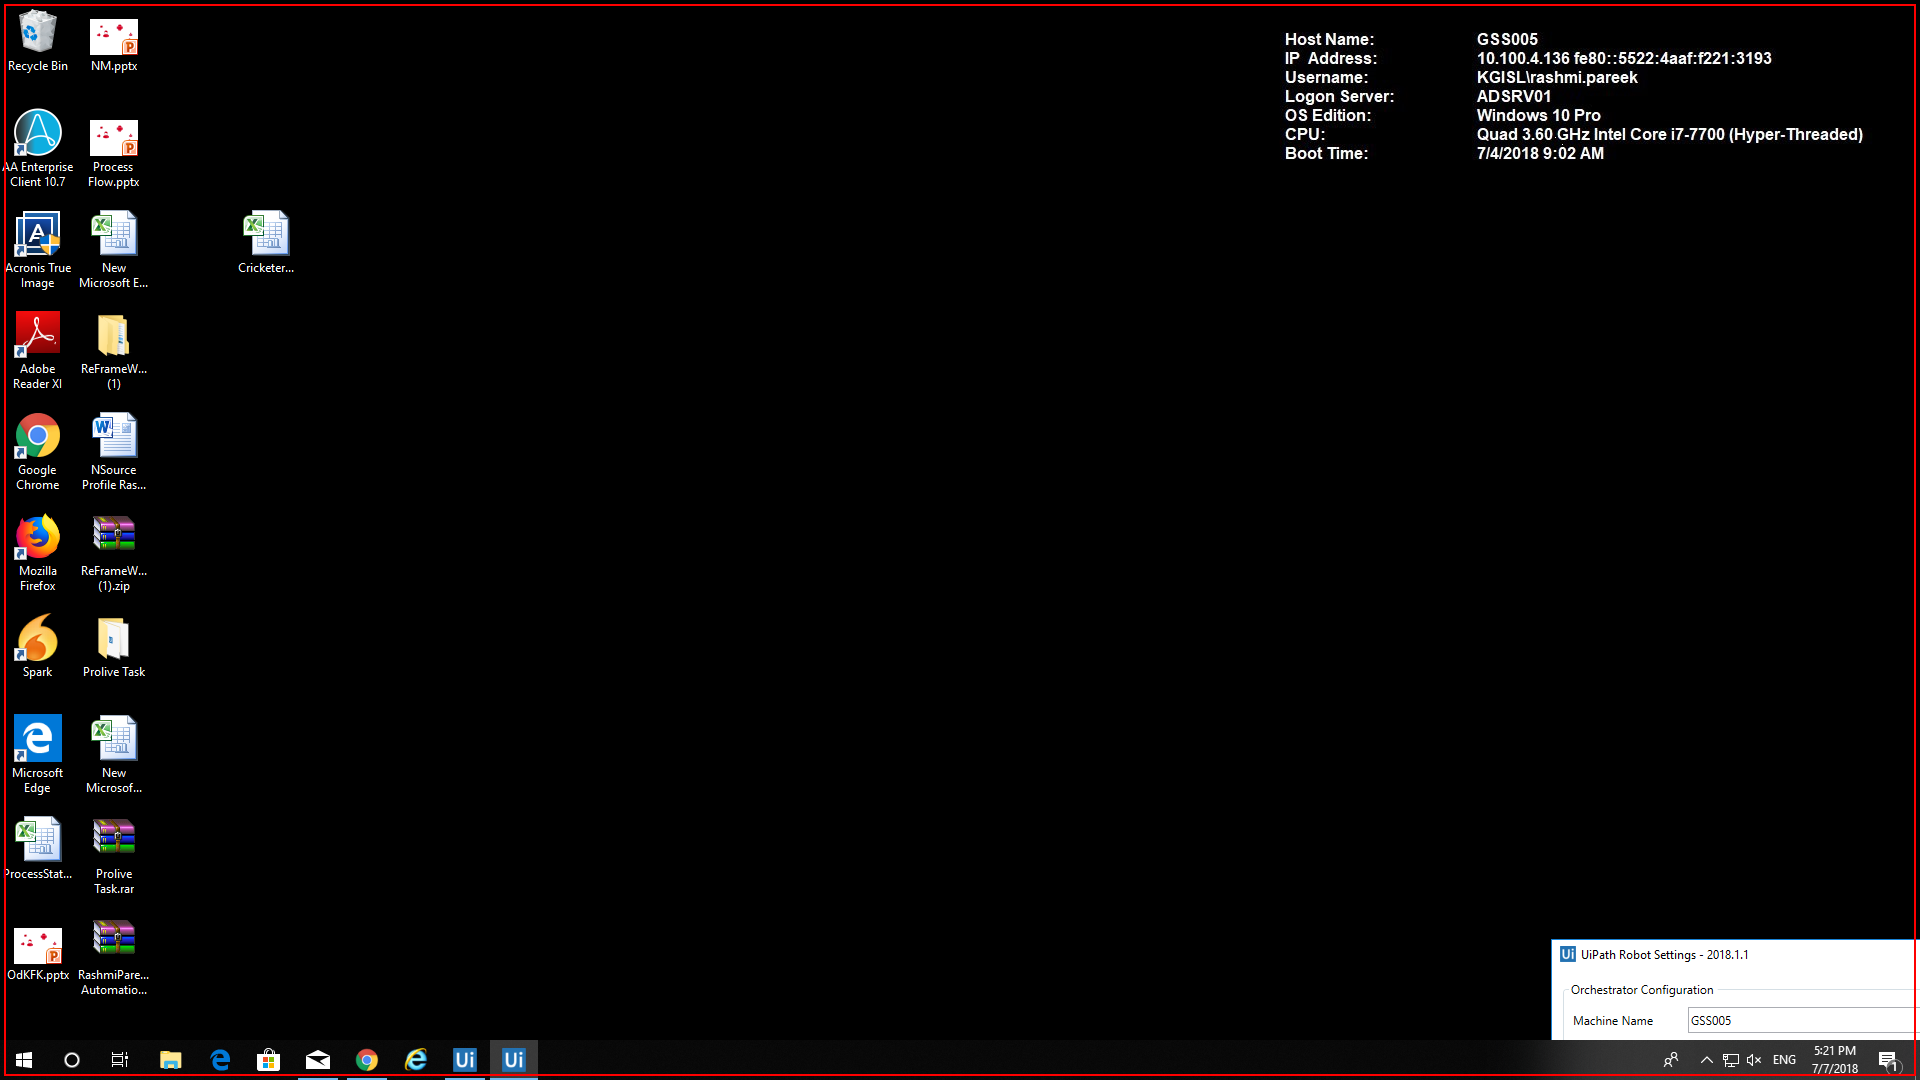 Recycle Bin
NM.pptx
AA Enterprise
Client 10.7
Process
Flow.pptx
Acronis True
Image
New
Microsoft E...
Cricketer...
Adobe
Reader XI
ReFrameW...
(1)
Google
Chrome
NSource
Profile Ras...
Mozilla
Firefox
ReFrameW...
(1).zip
Spark
Prolive Task
Microsoft
Edge
New
Microsof...
ProcessStat...
Prolive
Task.rar
OdKFK.pptx
RashmiPare...
Automatio...
Host Name: GSS005
IP Address: 10.100.4.136 fe80::5522:4aaf:f221:3193
Username: KGISL\rashmi.pareek
Logon Server: ADSRV01
OS Edition: Windows 10 Pro
CPU: Quad 3.60 GHz Intel Core i7-7700 (Hyper-Threaded)
Boot Time: 7/4/2018 9:02 AM
Ui UiPath Robot Settings - 2018.1.1
Orchestrator Configuration
Machine Name GSS005
Ui Ui
ENG
5:21 PM
7/7/2018
1